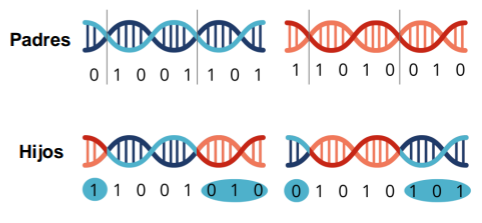 Padres
0 1 0 0 1 1 0 1
1 1 0 1 0 0 1 0
Hijos
1 1 0 0 1 0 1 0
0 1 0 1 0 1 0 1